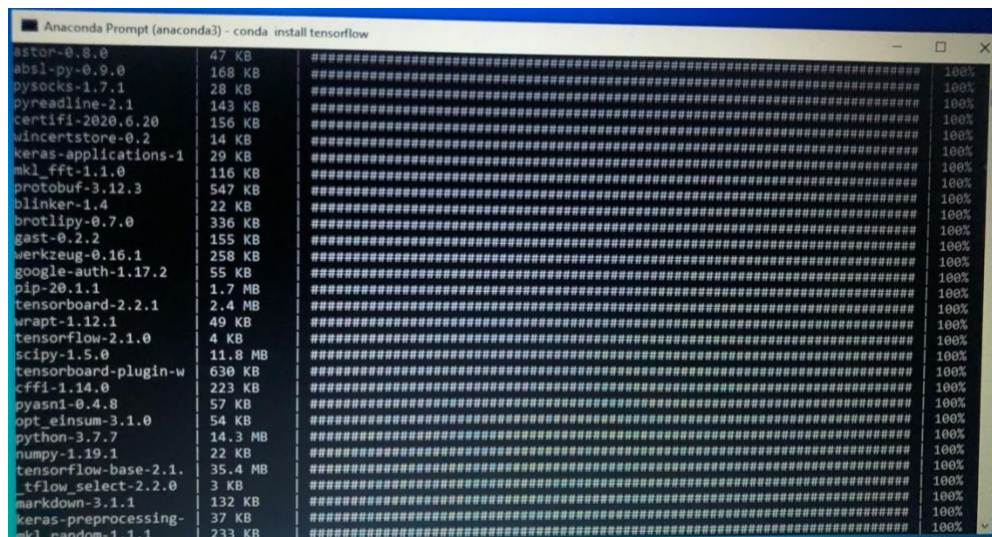 Anaconda Prompt (anaconda3) - conda install tensorflow
astor-0.8.0 | 47 KB | ############################################################################ | 100%
absl-py-0.9.0 | 168 KB | ############################################################################ | 100%
pysocks-1.7.1 | 28 KB | ############################################################################ | 100%
pyreadline-2.1 | 143 KB | ############################################################################ | 100%
certifi-2020.6.20 | 156 KB | ############################################################################ | 100%
wincertstore-0.2 | 14 KB | ############################################################################ | 100%
keras-applications-1 | 29 KB | ############################################################################ | 100%
mkl_fft-1.1.0 | 116 KB | ############################################################################ | 100%
protobuf-3.12.3 | 547 KB | ############################################################################ | 100%
blinker-1.4 | 22 KB | ############################################################################ | 100%
brotlipy-0.7.0 | 336 KB | ############################################################################ | 100%
gast-0.2.2 | 155 KB | ############################################################################ | 100%
werkzeug-0.16.1 | 258 KB | ############################################################################ | 100%
google-auth-1.17.2 | 55 KB | ############################################################################ | 100%
pip-20.1.1 | 1.7 MB | ############################################################################ | 100%
tensorboard-2.2.1 | 2.4 MB | ############################################################################ | 100%
wrapt-1.12.1 | 49 KB | ############################################################################ | 100%
tensorflow-2.1.0 | 4 KB | ############################################################################ | 100%
scipy-1.5.0 | 11.8 MB | ############################################################################ | 100%
tensorboard-plugin-w | 630 KB | ############################################################################ | 100%
cffi-1.14.0 | 223 KB | ############################################################################ | 100%
pyasn1-0.4.8 | 57 KB | ############################################################################ | 100%
opt_einsum-3.1.0 | 54 KB | ############################################################################ | 100%
python-3.7.7 | 14.3 MB | ############################################################################ | 100%
numpy-1.19.1 | 22 KB | ############################################################################ | 100%
tensorflow-base-2.1. | 35.4 MB | ############################################################################ | 100%
_tflow_select-2.2.0 | 3 KB | ############################################################################ | 100%
markdown-3.1.1 | 132 KB | ############################################################################ | 100%
keras-preprocessing- | 37 KB | ############################################################################ | 100%
mkl_random-1.1.1 | 233 KB | ############################################################################ | 100%